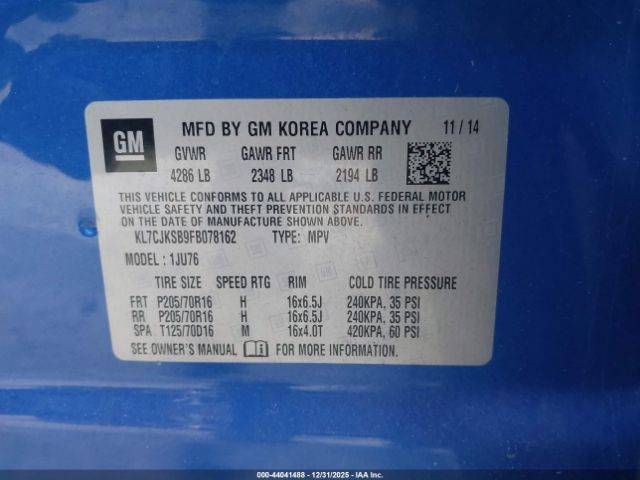 GM MFD BY GM KOREA COMPANY 11 / 14
GVWR GAWR FRT GAWR RR
4286 LB 2348 LB 2194 LB
THIS VEHICLE CONFORMS TO ALL APPLICABLE U.S. FEDERAL MOTOR
VEHICLE SAFETY AND THEFT PREVENTION STANDARDS IN EFFECT
ON THE DATE OF MANUFACTURE SHOWN ABOVE.
KL7CJKSB9FB078162 TYPE: MPV
MODEL : 1JU76
TIRE SIZE SPEED RTG RIM COLD TIRE PRESSURE
FRT P205/70R16 H 16x6.5J 240KPA, 35 PSI
RR P205/70R16 H 16x6.5J 240KPA, 35 PSI
SPA T125/70D16 M 16x4.0T 420KPA, 60 PSI
SEE OWNER'S MANUAL FOR MORE INFORMATION.
000-44041488 - 12/31/2025 - IAA Inc.